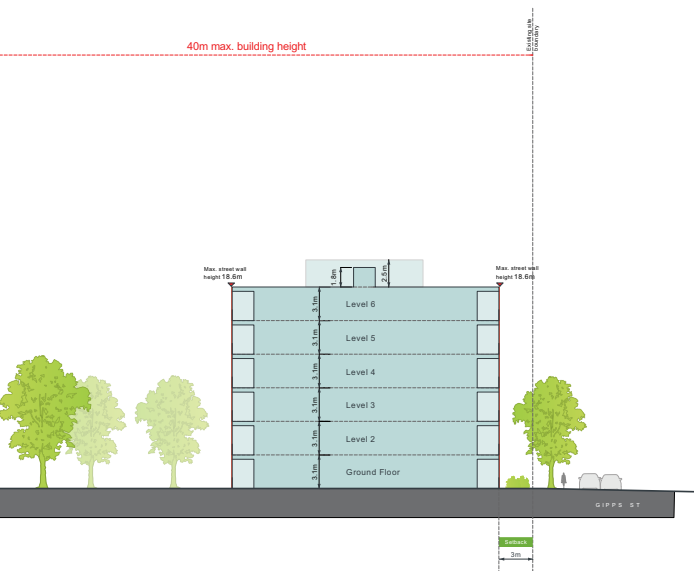 40m max. building height
Existing site
boundary
Max. street wall
height 18.6m
Max. street wall
height 18.6m
1.8m
2.5m
3.1m
Level 6
3.1m
Level 5
3.1m
Level 4
3.1m
Level 3
3.1m
Level 2
3.1m
Ground Floor
GIPPS ST
Setback
3m